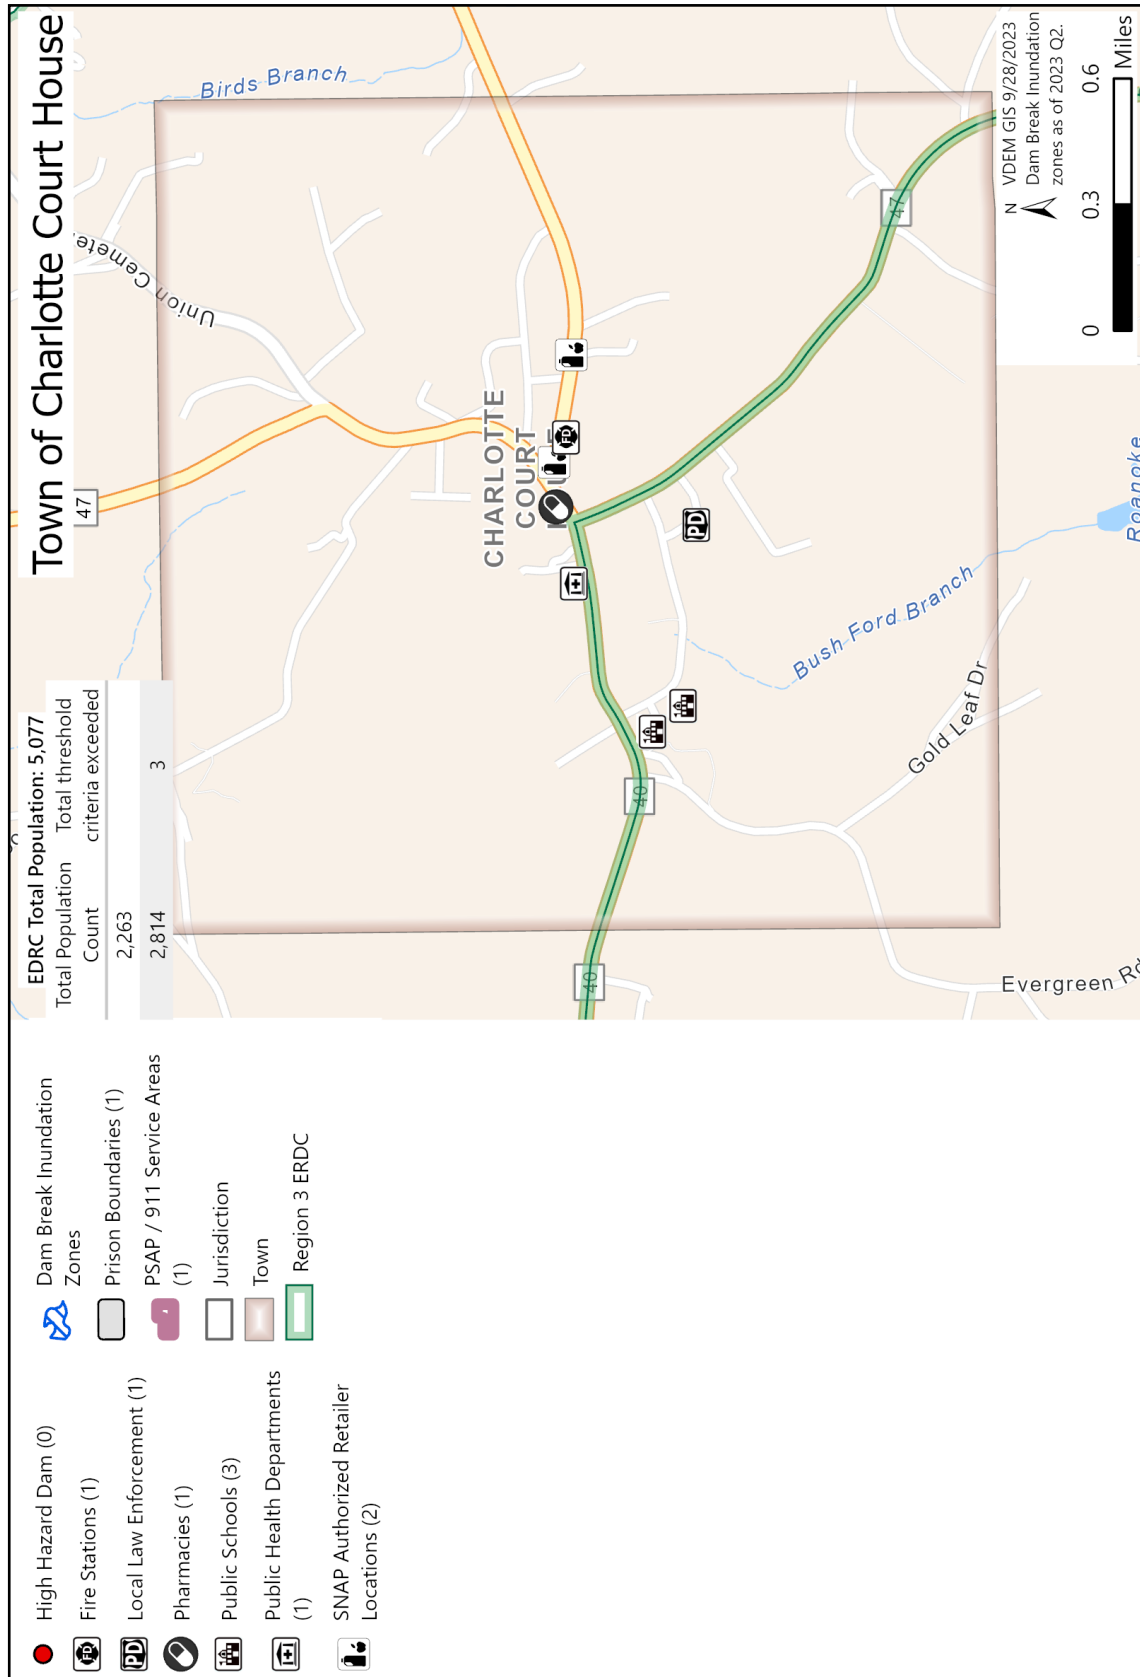 Town of Charlotte Court House
EDRC Total Population: 5,077
Total Population Total threshold
Count criteria exceeded
2,263
2,814 3
High Hazard Dam (0)
Fire Stations (1)
Local Law Enforcement (1)
Pharmacies (1)
Public Schools (3)
Public Health Departments
(1)
SNAP Authorized Retailer
Locations (2)
Dam Break Inundation
Zones
Prison Boundaries (1)
PSAP / 911 Service Areas
(1)
Jurisdiction
Town
Region 3 ERDC
Birds Branch
47
CHARLOTTE
COURT
FD
PD
40
40
47
Bush Ford Branch
Gold Leaf Dr
Evergreen Rd
Roanoke
N
VDEM GIS 9/28/2023
Dam Break Inundation
zones as of 2023 Q2.
0 0.3 0.6
Miles
Union